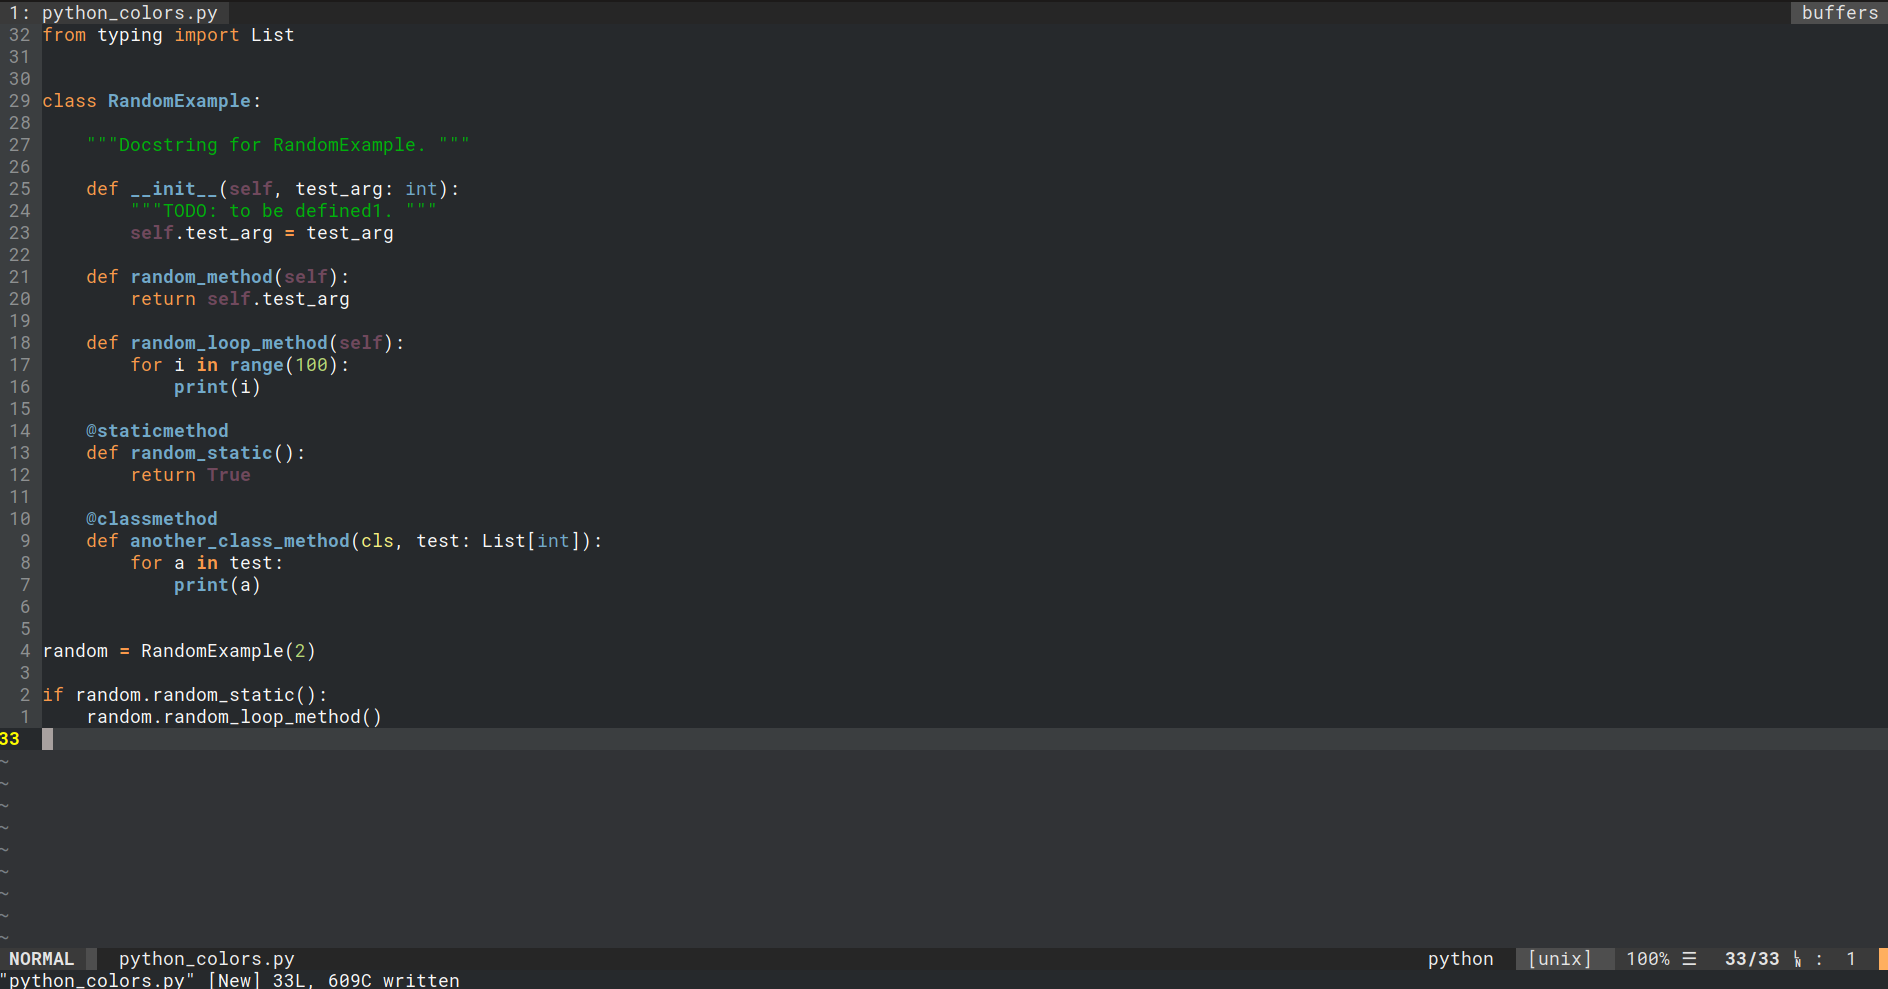 1: python_colors.py buffers
32 from typing import List
31
30
29 class RandomExample:
28
27     """Docstring for RandomExample. """
26
25     def __init__(self, test_arg: int):
24         """TODO: to be defined1. """
23         self.test_arg = test_arg
22
21     def random_method(self):
20         return self.test_arg
19
18     def random_loop_method(self):
17         for i in range(100):
16             print(i)
15
14     @staticmethod
13     def random_static():
12         return True
11
10     @classmethod
9     def another_class_method(cls, test: List[int]):
8         for a in test:
7             print(a)
6
5
4 random = RandomExample(2)
3
2 if random.random_static():
1     random.random_loop_method()
33
~
~
~
~
~
~
~
~
~
NORMAL python_colors.py python [unix] 100% ☰ 33/33 ㏑ : 1
"python_colors.py" [New] 33L, 609C written